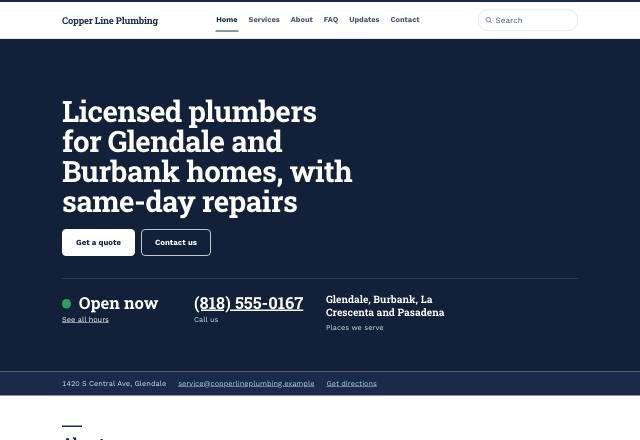 Copper Line Plumbing
Home Services About FAQ Updates Contact
Search
Licensed plumbers
for Glendale and
Burbank homes, with
same-day repairs
Get a quote
Contact us
Open now
See all hours
(818) 555-0167
Call us
Glendale, Burbank, La
Crescenta and Pasadena
Places we serve
1420 S Central Ave, Glendale
service@copperlineplumbing.example
Get directions